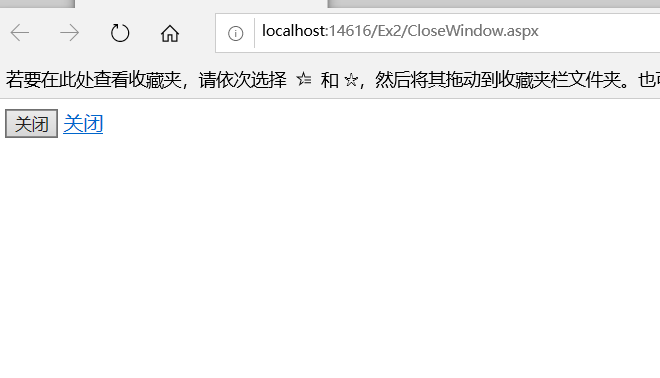 localhost:14616/Ex2/CloseWindow.aspx
若要在此处查看收藏夹，请依次选择 和 ，然后将其拖动到收藏夹栏文件夹。也
关闭 关闭